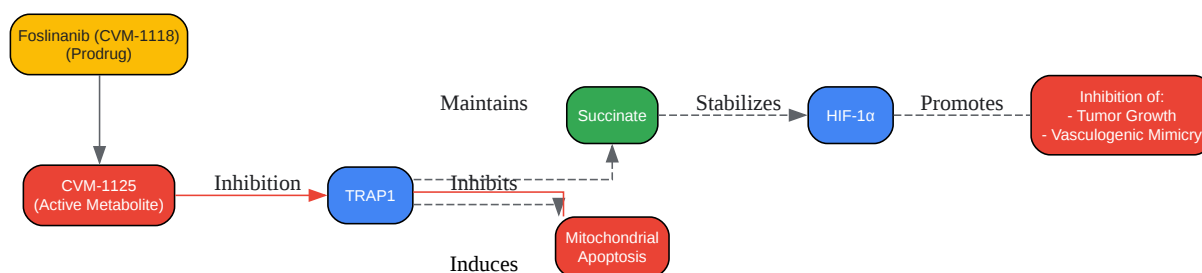 Foslinanib (CVM-1118)
(Prodrug)
CVM-1125
(Active Metabolite)
Inhibition
TRAP1
Maintains
Inhibits
Induces
Succinate
Mitochondrial
Apoptosis
Stabilizes
HIF-1α
Promotes
Inhibition of:
- Tumor Growth
- Vasculogenic Mimicry